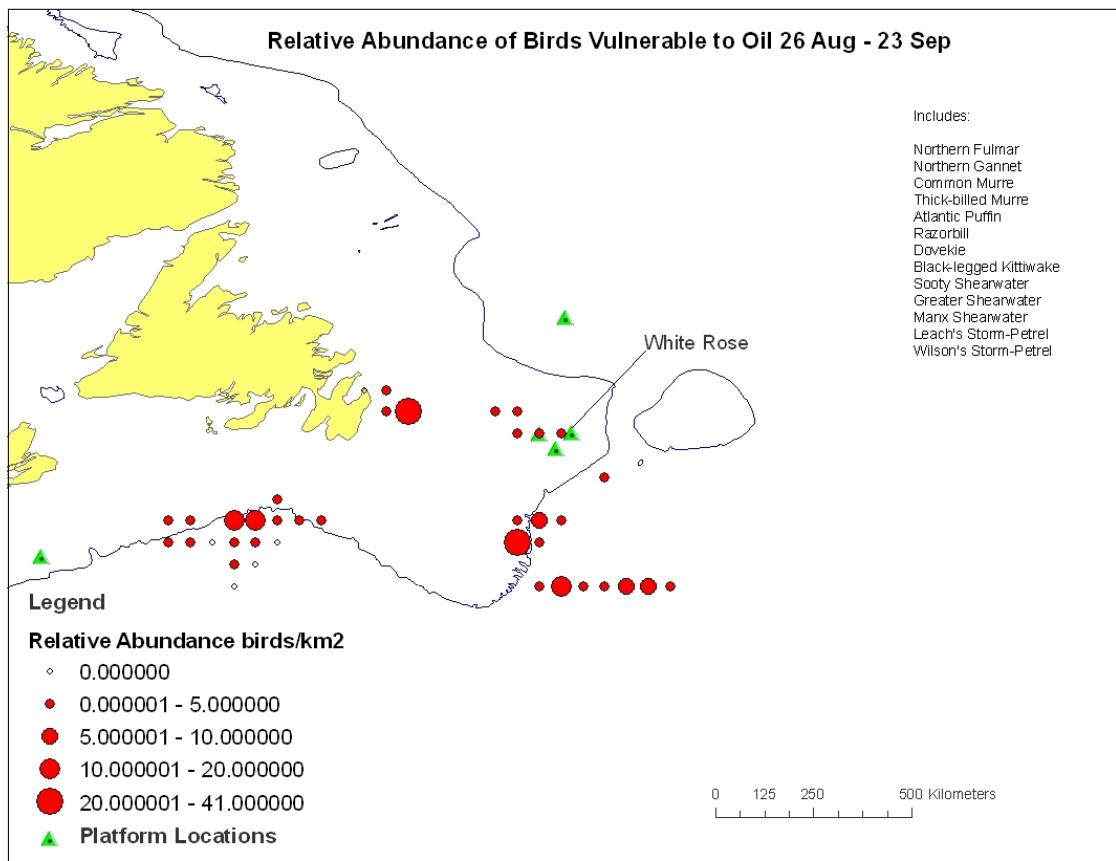 Relative Abundance of Birds Vulnerable to Oil 26 Aug - 23 Sep
Includes:
Northern Fulmar
Northern Gannet
Common Murre
Thick-billed Murre
Atlantic Puffin
Razorbill
Dovekie
Black-legged Kittiwake
Sooty Shearwater
Greater Shearwater
Manx Shearwater
Leach's Storm-Petrel
Wilson's Storm-Petrel
White Rose
Legend
Relative Abundance birds/km2
0.000000
0.000001 - 5.000000
5.000001 - 10.000000
10.000001 - 20.000000
20.000001 - 41.000000
Platform Locations
0 125 250 500 Kilometers